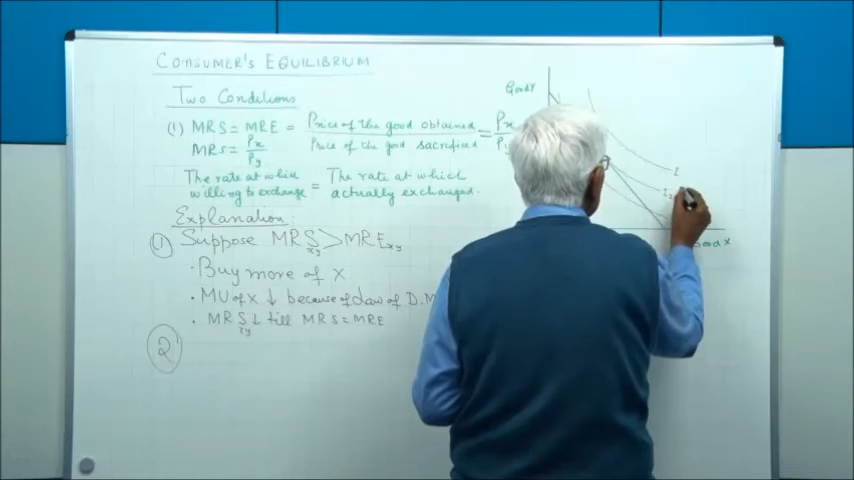 CONSUMER'S EQUILIBRIUM
Two Conditions
(1) MRS = MRE = Price of the good obtained / Price of the good sacrificed = Px / Py
MRS = Px / Py
The rate at which willing to exchange = The rate at which actually exchanged.
Explanation:
(1) Suppose MRSxy > MRExy
· Buy more of X
· MU of X ↓ because of Law of D.M
· MRSxy ↓ till MRS = MRE
2
Good Y
I
I2
Good X